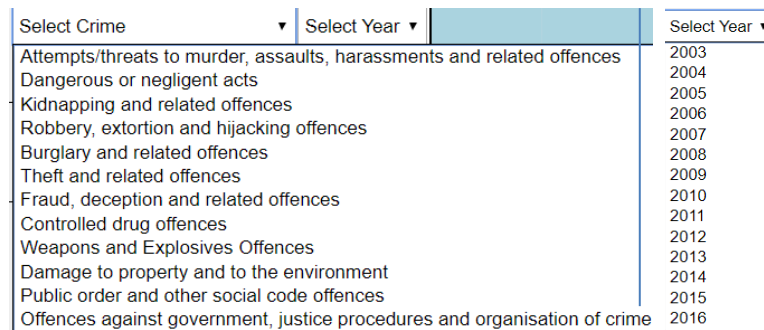 Select Crime
Select Year
Attempts/threats to murder, assaults, harassments and related offences
Dangerous or negligent acts
Kidnapping and related offences
Robbery, extortion and hijacking offences
Burglary and related offences
Theft and related offences
Fraud, deception and related offences
Controlled drug offences
Weapons and Explosives Offences
Damage to property and to the environment
Public order and other social code offences
Offences against government, justice procedures and organisation of crime
Select Year
2003
2004
2005
2006
2007
2008
2009
2010
2011
2012
2013
2014
2015
2016